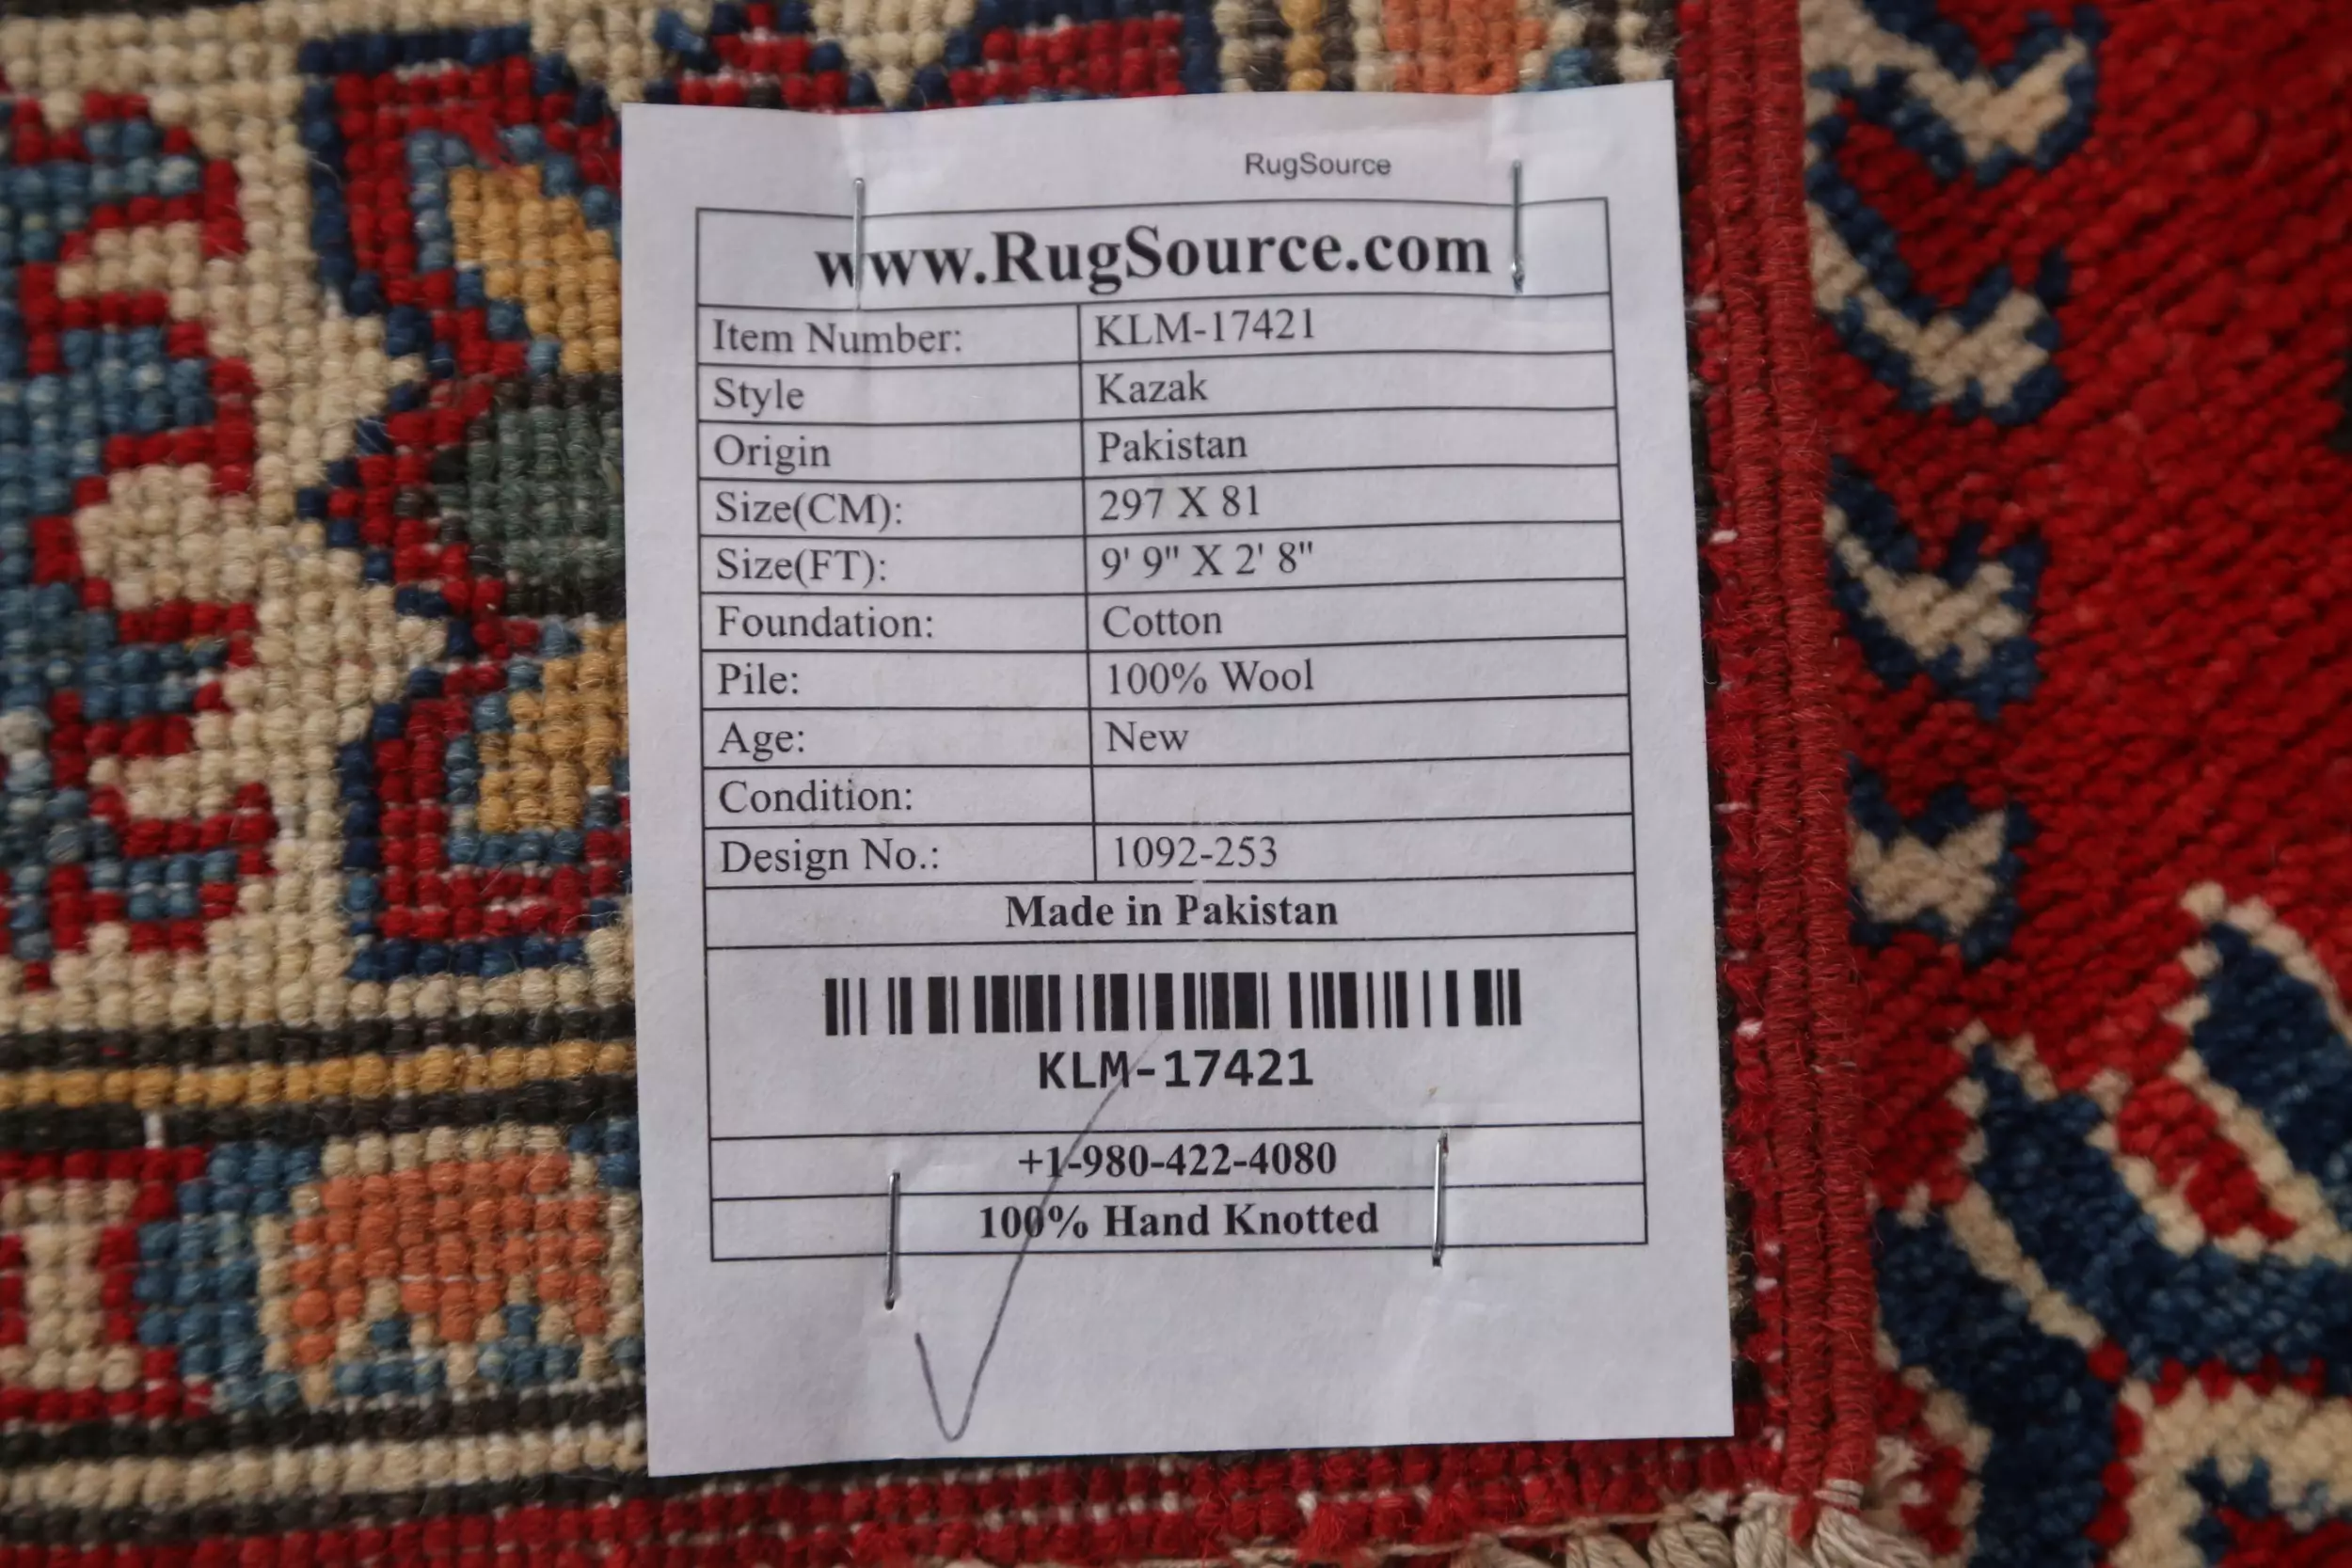 RugSource
www.RugSource.com
Item Number: KLM-17421
Style Kazak
Origin Pakistan
Size(CM): 297 X 81
Size(FT): 9' 9" X 2' 8"
Foundation: Cotton
Pile: 100% Wool
Age: New
Condition:
Design No.: 1092-253
Made in Pakistan
KLM-17421
+1-980-422-4080
100% Hand Knotted